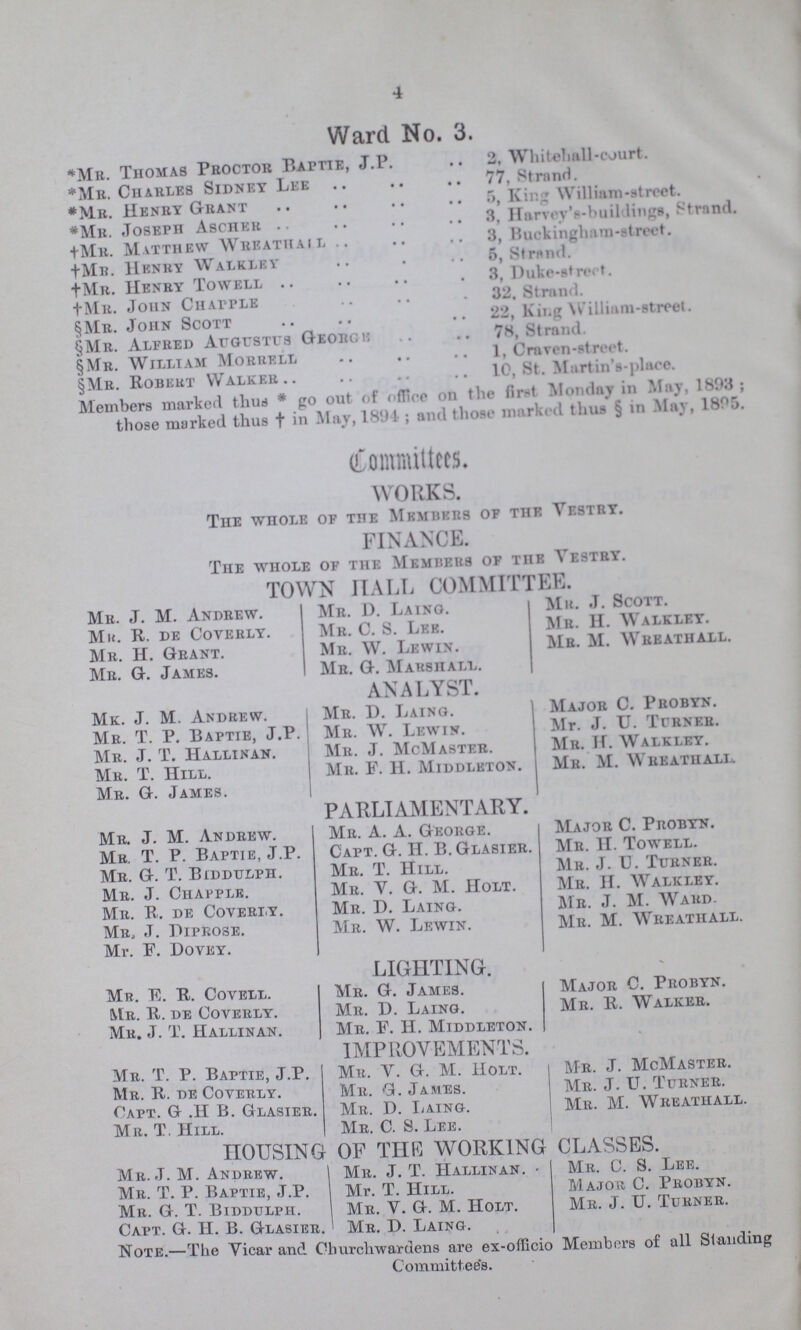 4
Ward No. 3.
*Mr. Thomas Proctor Baptie, J.P. .. 2, Whitehall-court.
*Mr. Charles Sidney Lee .. .. .. 77, Strand.
*Mr. Henry Grant .. .. .. .. 5, King William-street.
*Mr. Joseph Ascher .. .. .. .. 3, Harvey's-buildings, Strand.
†Mr. Matthew Wreathall .. .. .. 3, Buckingham-street.
†Mr. Henry Walkley .. .. .. 5, Strand.
†Mr. Henry Towell .. .. .. . 3, Duke-street.
†Mr. John Chapple .. .. . 32, Strand.
§Mr. John Scott .. .. .. 22, King William-street.
§Mr. Alfred Augustus George .. .. 78, Strand.
§Mr. William Morrell .. .. .. 1, Craven-street.
§Mr. Robert Walker .. .. .. .. 10, St. Martin's-place.
Members marked thus * go out of office on the first Monday in May, 1893;
those marked thus † in May, 1894; and those marked thus § in May, 1895.
Committees.
WORKS.
The whole of the Members of the Vestry.
FINANCE.
The whole of the Members of the Vestry.
TOWN HALL COMMITTEE.
Mr. J. M. Andrew.
Mr. R. de Coverly.
Mr. H. Grant.
Mr. G. James.
Mr. D. Laing.
Mr. C. S. Lee.
Mr. W. Lewin.
Mr. G. Marshall.
Mr. J. Scott.
Mr. H. Walkley.
Mr. M. Wreathall.
ANALYST.
Mr. J. M. Andrew.
Mr. T. P. Baptie, J.P.
Mr. J. T. Hallinan.
Mr. T. Hill.
Mr. G. James.
Mr. D. Laing.
Mr. W. Lewin.
Mr. J. McMaster.
Mr. F. H. Middleton.
Major C. Probyn.
Mr. J. U. Turner.
Mr. H. Walkley.
Mr. M. Wreathall.
PARLIAMENTARY.
Mr. J. M. Andrew.
Mr. T. P. Baptie, J.P.
Mr. G. T. Biddulph.
Mr. J. Chapple.
Mr. R. de Coverly.
Mr. J. Diprose.
Mr. F. Dovey.
Mr. A. A. George.
Capt. G. H. B. Glasier.
Mr. T. Hill.
Mr. V. G. M. Holt.
Mr. D. Laing.
Mr. W. Lewin.
Major C. Probyn.
Mr. H. Towell.
Mr. J. U. Turner.
Mr. H. Walkley.
Mr. J. M. Ward.
Mr. M. Wreathall.
LIGHTING.
Mr. E. R. Covell.
Mr. R. de Coverly.
Mr. J. T. Hallinan.
Mr. G. James.
Mr. D. Laing.
Mr. F. H. Middleton.
Major C. Probyn.
Mr. R. Walker.
IMPROVEMENTS.
Mr. T. P. Baptie, J.P.
Mr. R. de Coverly.
Capt. G .H B. Glasier.
Mr. T. Hill.
Mr. V. G. M. Holt.
Mr. G. James.
Mr. D. Laing.
Mr. C. S. Lee.
Mr. J. McMaster.
Mr. J. U. Turner.
Mr. M. Wreathall.
HOUSING OF THE WORKING CLASSES.
Mr. J. M. Andrew.
Mr. T. P. Baptie, J.P.
Mr. G. T. Biddulph.
Capt. G. H. B. Glasier.
Mr. J. T. Hallinan.
Mr. T. Hill.
Mr. V. G. M. Holt.
Mr. D. Laing.
Mr. C. S. Lee.
Major C. Probyn.
Mr. J. U. Turner.
Note.—The Vicar and Churchwardens are ex-officio Members of all Standing
Committees.